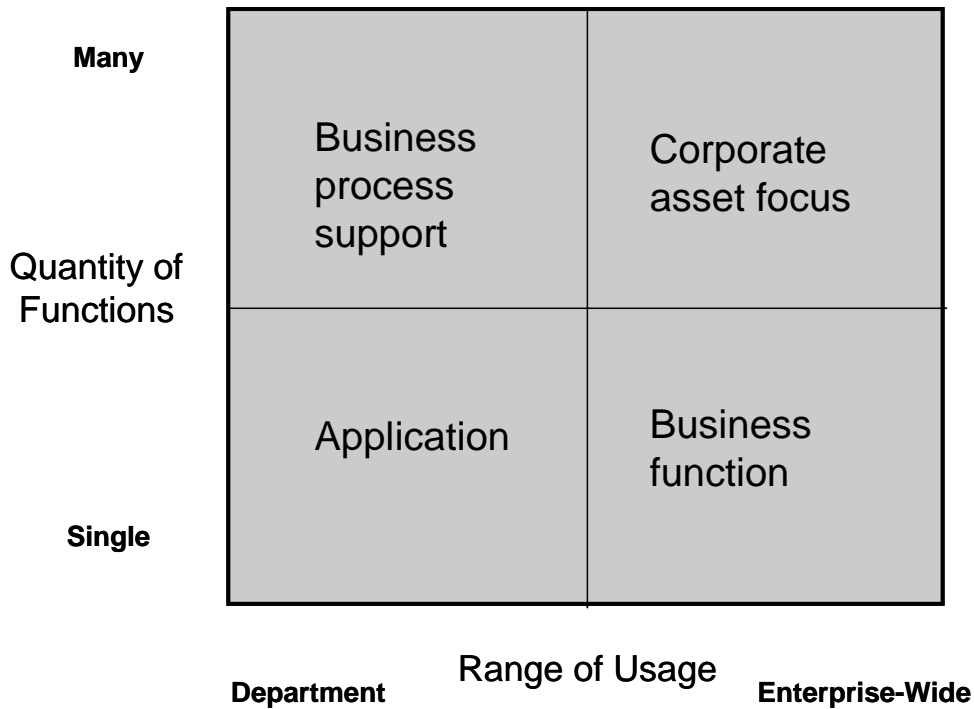 Many
Business
process
support
Corporate
asset focus
Quantity of
Functions
Application
Business
function
Single
Range of Usage
Department
Enterprise-Wide